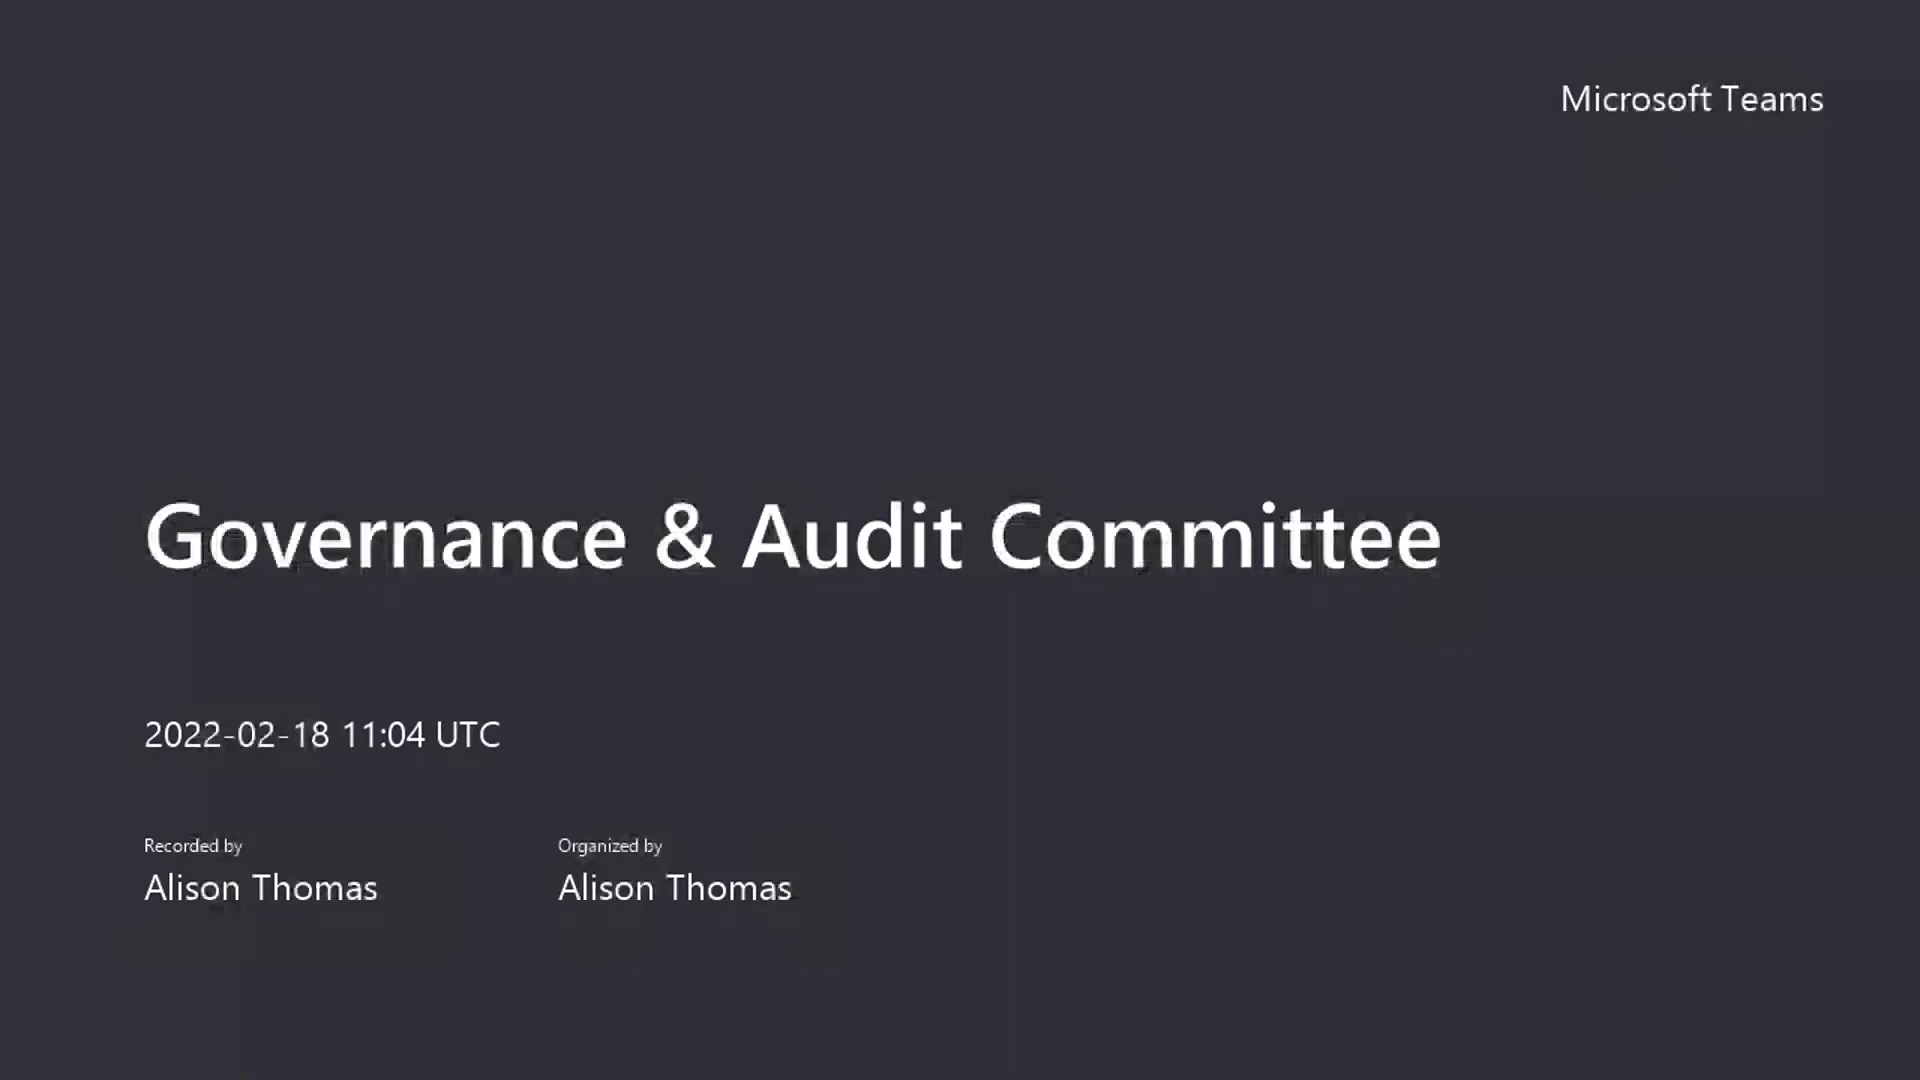 Microsoft Teams
Governance & Audit Committee
2022-02-18 11:04 UTC
Recorded by
Alison Thomas
Organized by
Alison Thomas